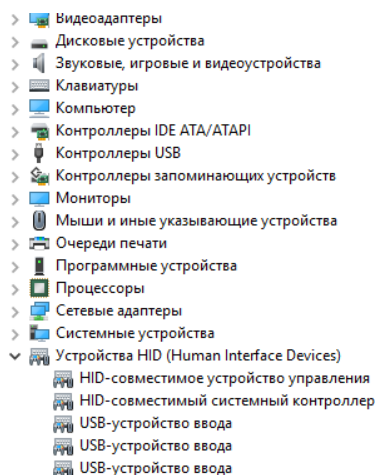 Видеоадаптеры
Дисковые устройства
Звуковые, игровые и видеоустройства
Клавиатуры
Компьютер
Контроллеры IDE ATA/ATAPI
Контроллеры USB
Контроллеры запоминающих устройств
Мониторы
Мыши и иные указывающие устройства
Очереди печати
Программные устройства
Процессоры
Сетевые адаптеры
Системные устройства
Устройства HID (Human Interface Devices)
HID-совместимое устройство управления
HID-совместимый системный контроллер
USB-устройство ввода
USB-устройство ввода
USB-устройство ввода